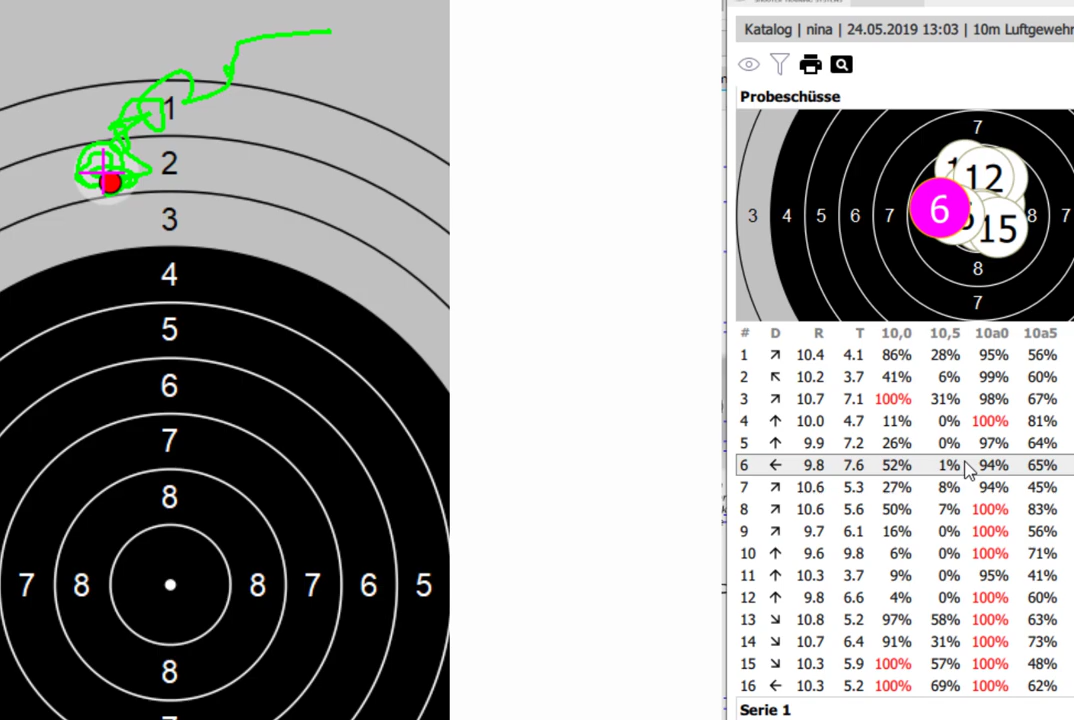 1
2
3
4
5
6
7
8
7 8 8 7 6 5
8
Katalog | nina | 24.05.2019 13:03 | 10m Luftgewehr
Probeschüsse
7
12
6
15
3 4 5 6 7 8 7
8
7
# D R T 10,0 10,5 10a0 10a5
1 ↗ 10.4 4.1 86% 28% 95% 56%
2 ↖ 10.2 3.7 41% 6% 99% 60%
3 ↗ 10.7 7.1 100% 31% 98% 67%
4 ↑ 10.0 4.7 11% 0% 100% 81%
5 ↑ 9.9 7.2 26% 0% 97% 64%
6 ← 9.8 7.6 52% 1% 94% 65%
7 ↗ 10.6 5.3 27% 8% 94% 45%
8 ↗ 10.6 5.6 50% 7% 100% 83%
9 ↗ 9.7 6.1 16% 0% 100% 56%
10 ↑ 9.6 9.8 6% 0% 100% 71%
11 ↑ 10.3 3.7 9% 0% 95% 41%
12 ↑ 9.8 6.6 4% 0% 100% 60%
13 ↘ 10.8 5.2 97% 58% 100% 63%
14 ↘ 10.7 6.4 91% 31% 100% 73%
15 ↘ 10.3 5.9 100% 57% 100% 48%
16 ← 10.3 5.2 100% 69% 100% 62%
Serie 1